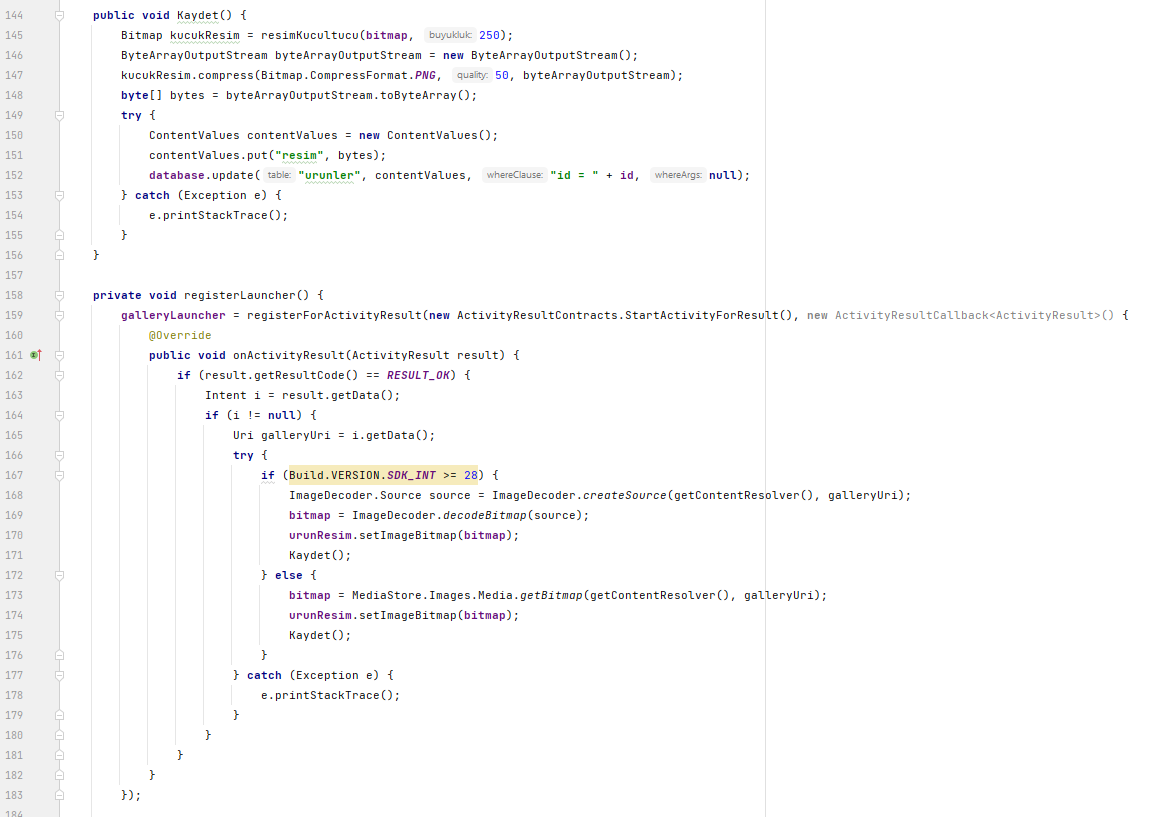 144 public void Kaydet() {
145 Bitmap kucukResim = resimKucultucu(bitmap, buyukluk: 250);
146 ByteArrayOutputStream byteArrayOutputStream = new ByteArrayOutputStream();
147 kucukResim.compress(Bitmap.CompressFormat.PNG, quality: 50, byteArrayOutputStream);
148 byte[] bytes = byteArrayOutputStream.toByteArray();
149 try {
150 ContentValues contentValues = new ContentValues();
151 contentValues.put("resim", bytes);
152 database.update( table: "urunler", contentValues, whereClause: "id = " + id, whereArgs: null);
153 } catch (Exception e) {
154 e.printStackTrace();
155 }
156 }
157
158 private void registerLauncher() {
159 galleryLauncher = registerForActivityResult(new ActivityResultContracts.StartActivityForResult(), new ActivityResultCallback<ActivityResult>() {
160 @Override
161 public void onActivityResult(ActivityResult result) {
162 if (result.getResultCode() == RESULT_OK) {
163 Intent i = result.getData();
164 if (i != null) {
165 Uri galleryUri = i.getData();
166 try {
167 if (Build.VERSION.SDK_INT >= 28) {
168 ImageDecoder.Source source = ImageDecoder.createSource(getContentResolver(), galleryUri);
169 bitmap = ImageDecoder.decodeBitmap(source);
170 urunResim.setImageBitmap(bitmap);
171 Kaydet();
172 } else {
173 bitmap = MediaStore.Images.Media.getBitmap(getContentResolver(), galleryUri);
174 urunResim.setImageBitmap(bitmap);
175 Kaydet();
176 }
177 } catch (Exception e) {
178 e.printStackTrace();
179 }
180 }
181 }
182 }
183 });
184